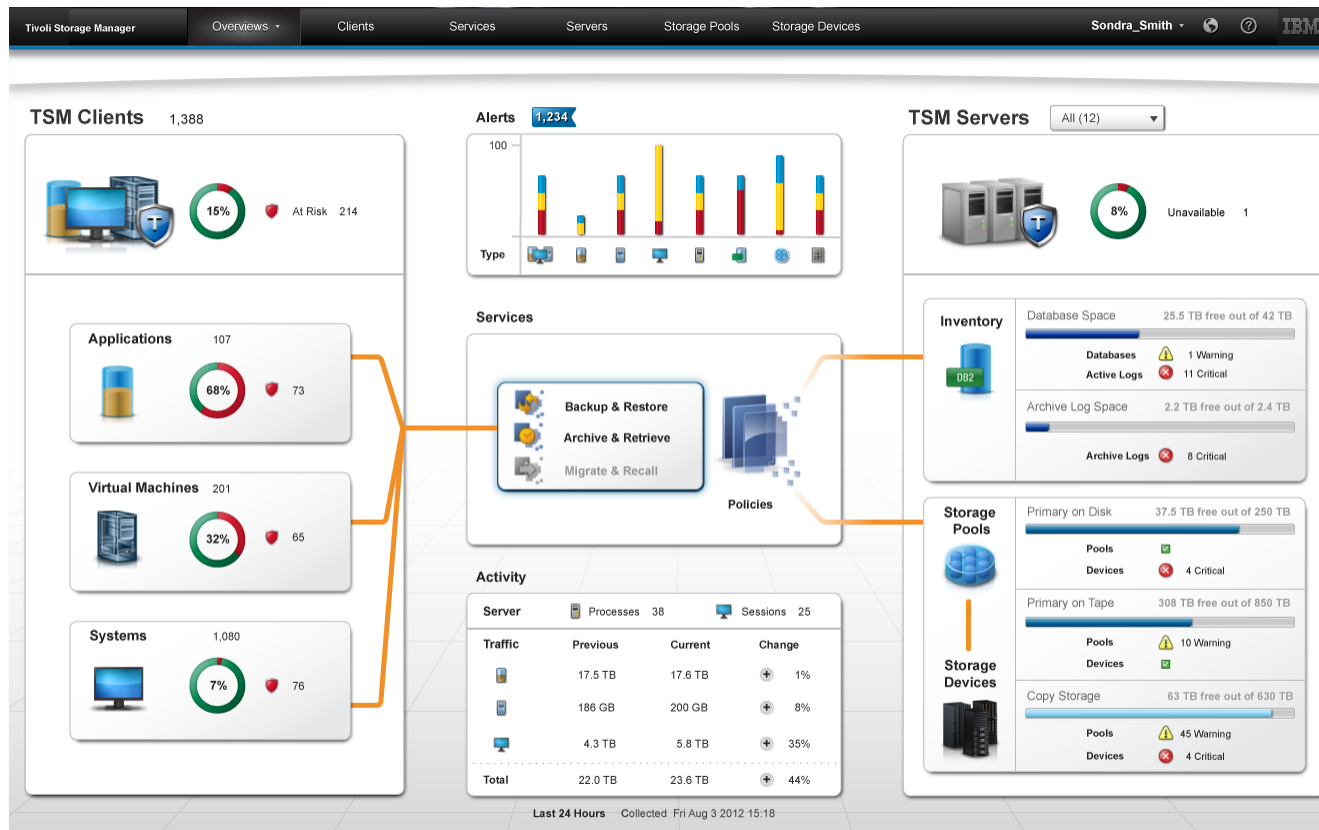 Tivoli Storage Manager Overviews Clients Services Servers Storage Pools Storage Devices Sondra_Smith ? IBM
TSM Clients 1,388
15% At Risk 214
T
Applications 107
68% 73
Virtual Machines 201
32% 65
Systems 1,080
7% 76
Alerts 1,234
100
Type
Services
Backup & Restore
Archive & Retrieve
Migrate & Recall
Policies
Activity
Server Processes 38 Sessions 25
Traffic Previous Current Change
17.5 TB 17.6 TB + 1%
186 GB 200 GB + 8%
4.3 TB 5.8 TB + 35%
Total 22.0 TB 23.6 TB + 44%
Last 24 Hours Collected Fri Aug 3 2012 15:18
TSM Servers All (12)
8% Unavailable 1
T
Inventory
DB2
Database Space 25.5 TB free out of 42 TB
Databases 1 Warning
Active Logs 11 Critical
Archive Log Space 2.2 TB free out of 2.4 TB
Archive Logs 8 Critical
Storage
Pools
Primary on Disk 37.5 TB free out of 250 TB
Pools
Devices 4 Critical
Primary on Tape 308 TB free out of 850 TB
Pools 10 Warning
Devices
Storage
Devices
Copy Storage 63 TB free out of 630 TB
Pools 45 Warning
Devices 4 Critical